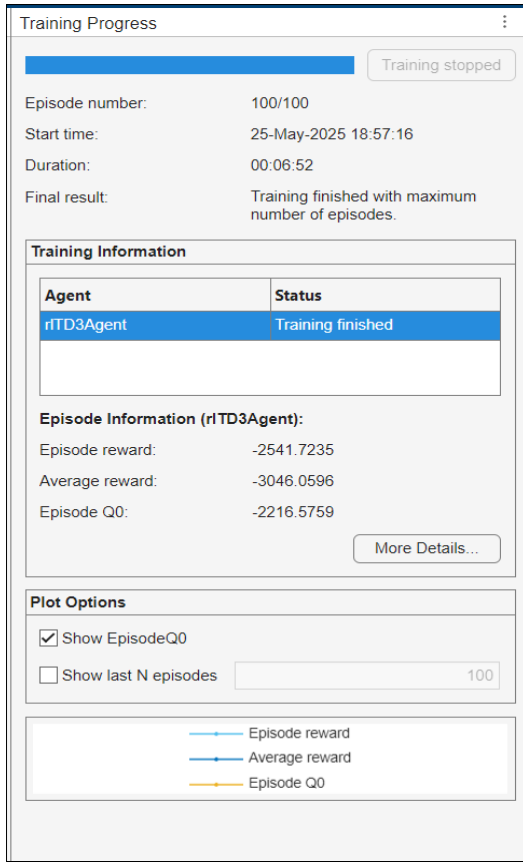 Training Progress
Training stopped
Episode number: 100/100
Start time: 25-May-2025 18:57:16
Duration: 00:06:52
Final result: Training finished with maximum
number of episodes.
Training Information
Agent Status
rlTD3Agent Training finished
Episode Information (rlTD3Agent):
Episode reward: -2541.7235
Average reward: -3046.0596
Episode Q0: -2216.5759
More Details...
Plot Options
Show EpisodeQ0
Show last N episodes 100
Episode reward
Average reward
Episode Q0